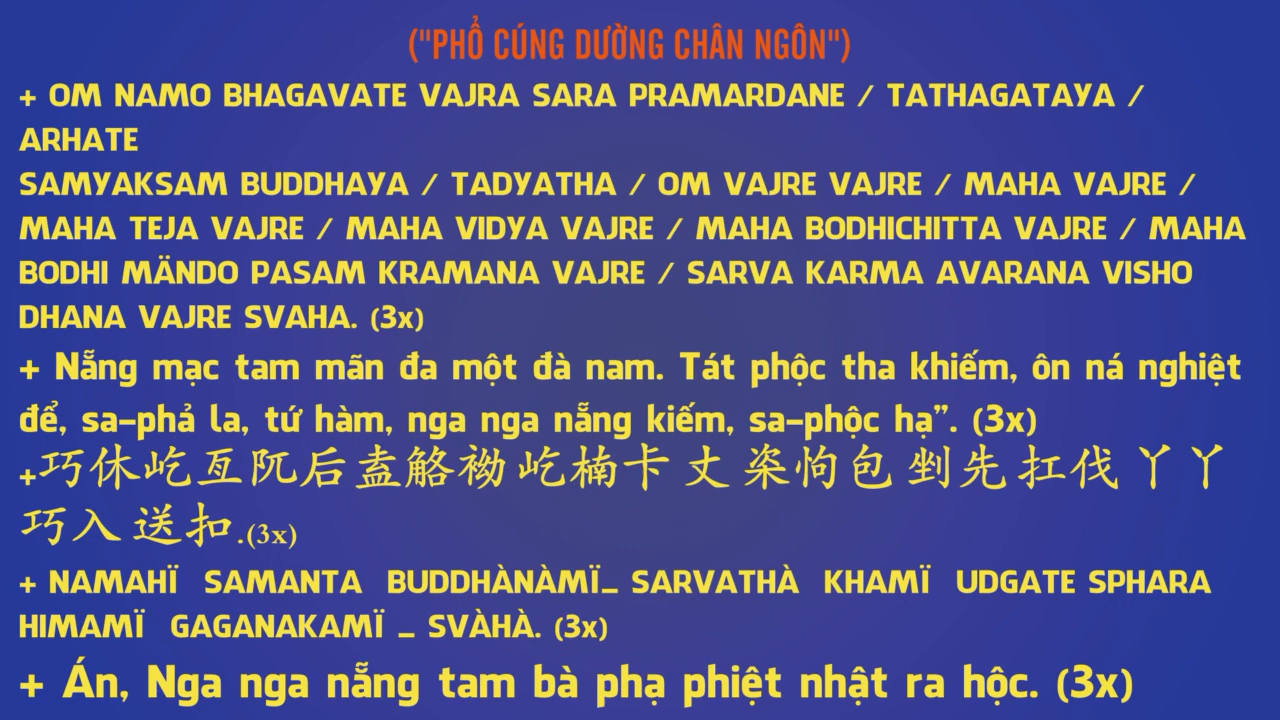 ("PHỔ CÚNG DƯỜNG CHÂN NGÔN")
+ OM NAMO BHAGAVATE VAJRA SARA PRAMARDANE / TATHAGATAYA /
ARHATE
SAMYAKSAM BUDDHAYA / TADYATHA / OM VAJRE VAJRE / MAHA VAJRE /
MAHA TEJA VAJRE / MAHA VIDYA VAJRE / MAHA BODHICHITTA VAJRE / MAHA
BODHI MÄNDO PASAM KRAMANA VAJRE / SARVA KARMA AVARANA VISHO
DHANA VAJRE SVAHA. (3x)
+ Nẵng mạc tam mãn đa một đà nam. Tát phộc tha khiếm, ôn ná nghiệt
để, sa-phả la, tứ hàm, nga nga nẵng kiếm, sa-phộc hạ”. (3x)
+巧休屹亙阢后盍觡袎屹楠卡丈垐怐包剉先扛伐丫丫
巧入送扣.(3x)
+ NAMAHÏ SAMANTA BUDDHÀNÀMÏ_ SARVATHÀ KHAMÏ UDGATE SPHARA
HIMAMÏ GAGANAKAMÏ _ SVÀHÀ. (3x)
+ Án, Nga nga nẵng tam bà phạ phiệt nhật ra hộc. (3x)